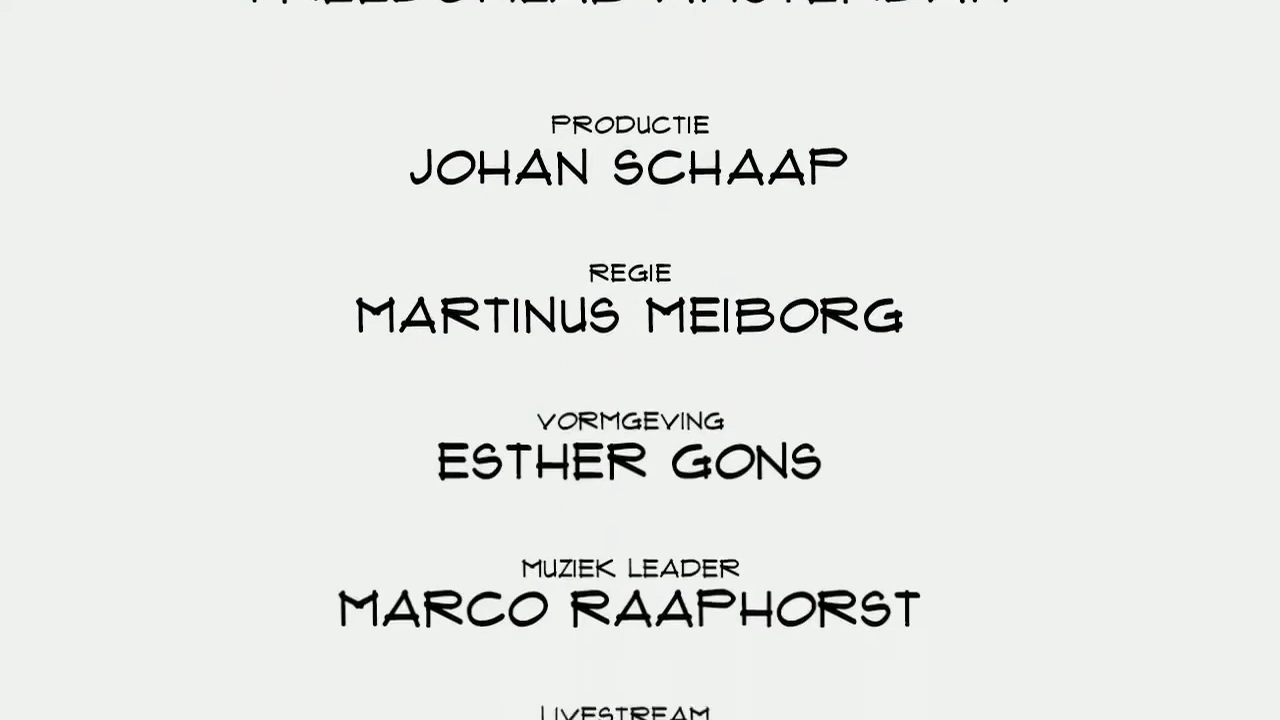 PRODUCTIE
JOHAN SCHAAP
REGIE
MARTINUS MEIBORG
VORMGEVING
ESTHER GONS
MUZIEK LEADER
MARCO RAAPHORST
LIVESTREAM